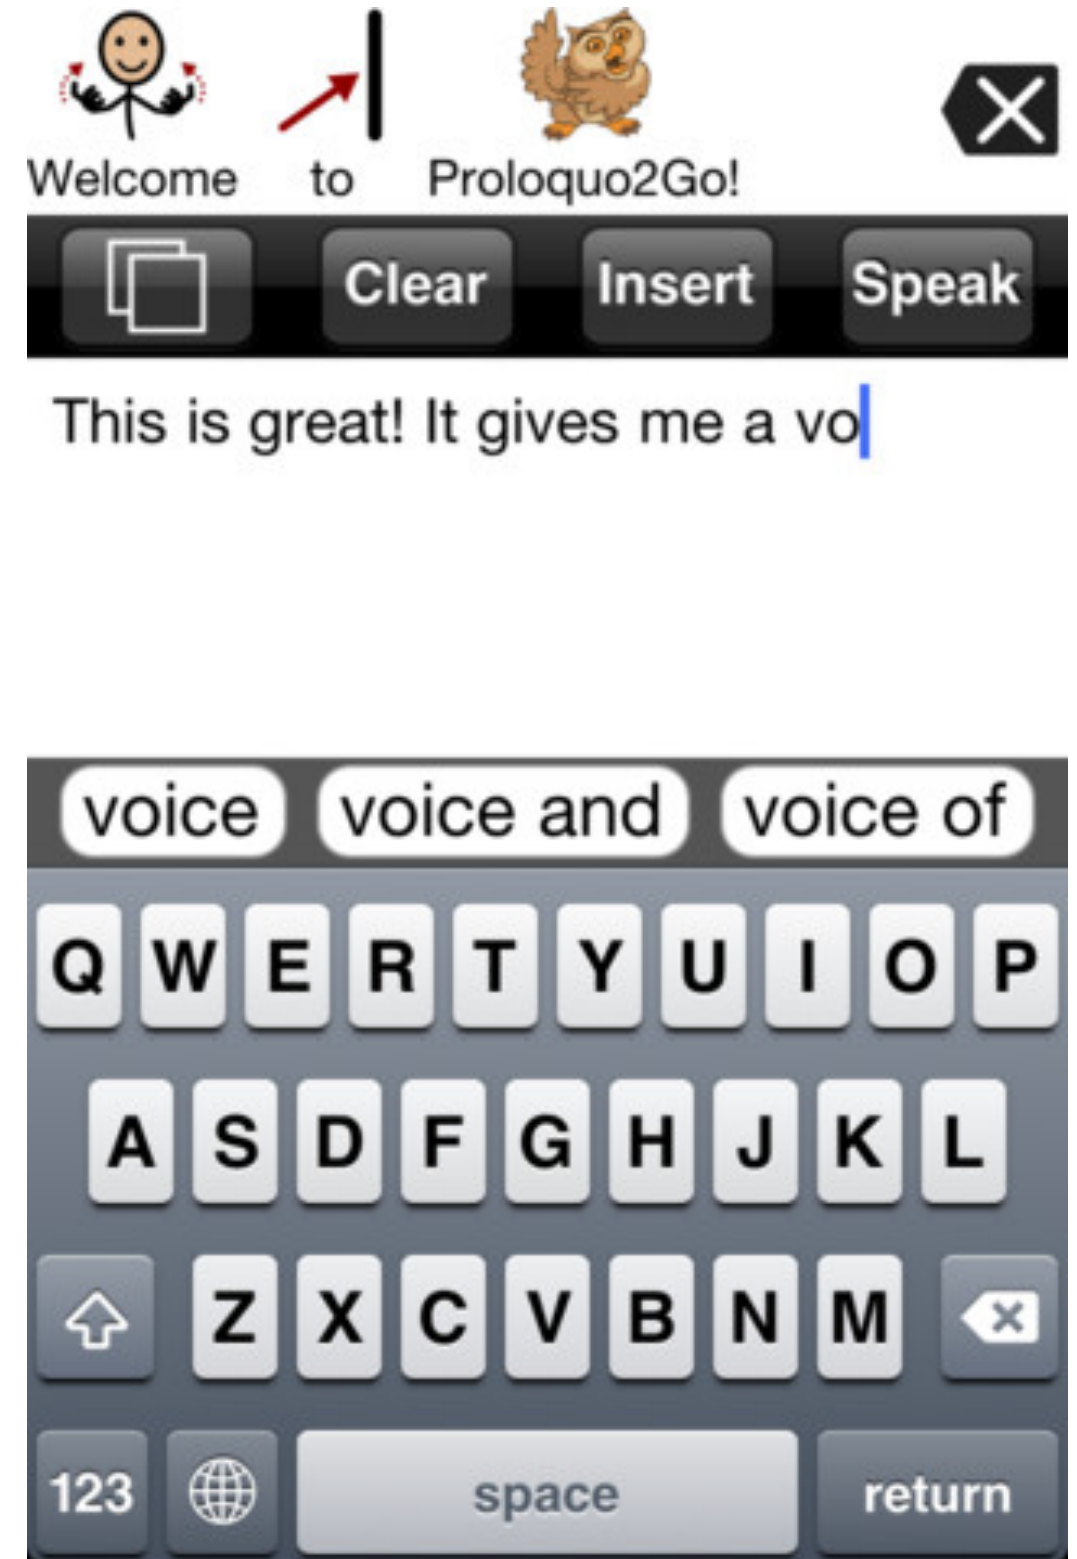 Welcome to Proloquo2Go!
Clear Insert Speak
This is great! It gives me a vo
voice voice and voice of
Q W E R T Y U I O P
A S D F G H J K L
Z X C V B N M
123 space return